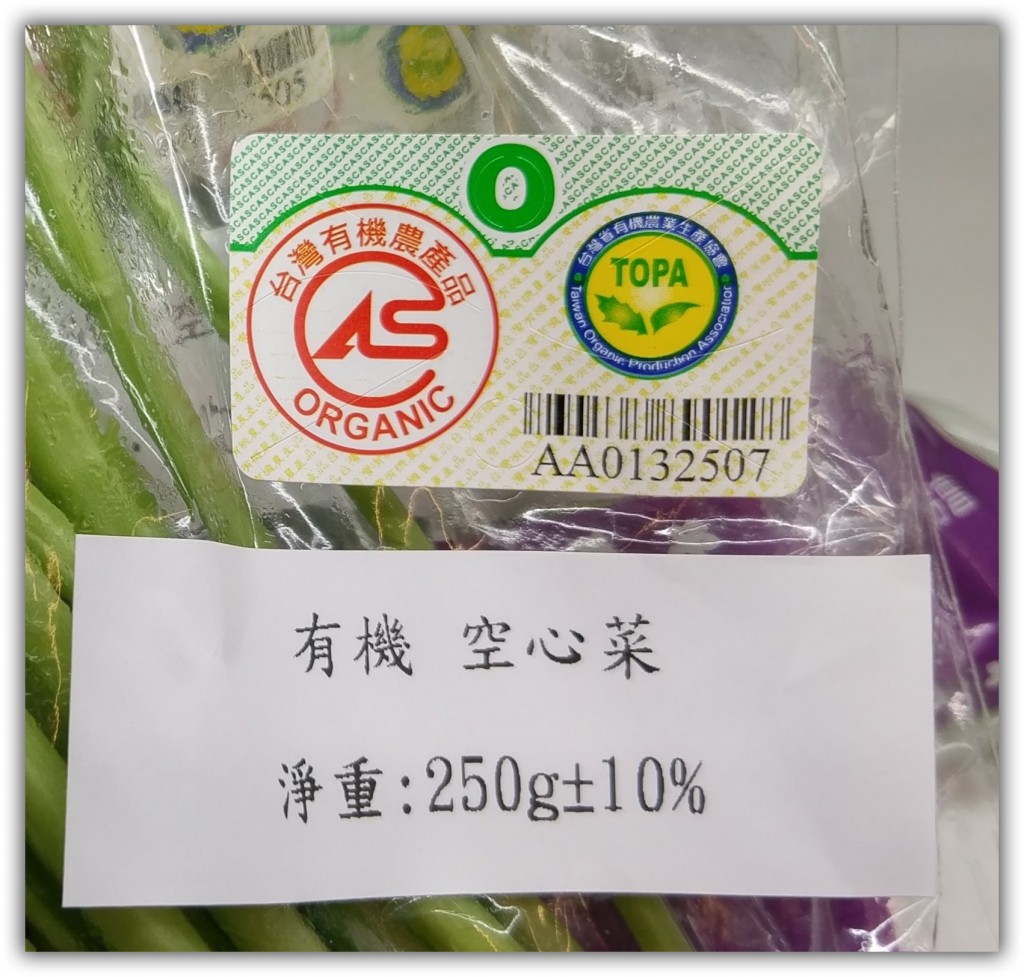 O
台灣有機農產品
CAS
ORGANIC
台灣省有機農業生產協會
TOPA
Taiwan Organic Production Association
AA0132507
有機 空心菜
淨重:250g±10%